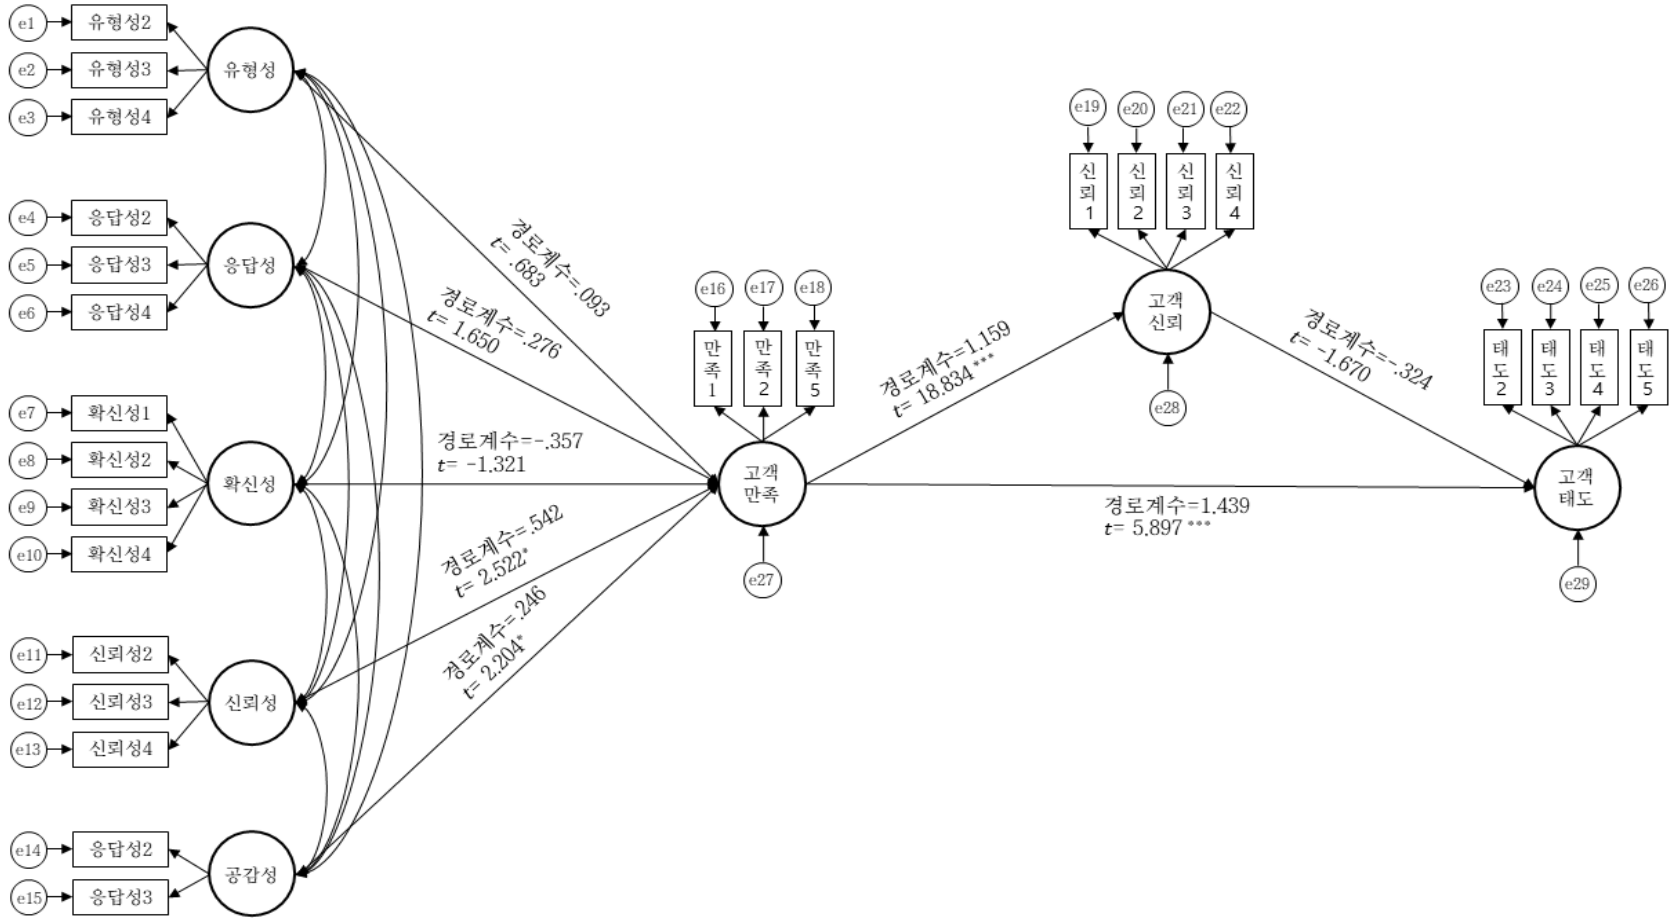 e1
유형성2
e2
유형성3
e3
유형성4
유형성
e4
응답성2
e5
응답성3
e6
응답성4
응답성
e7
확신성1
e8
확신성2
e9
확신성3
e10
확신성4
확신성
e11
신뢰성2
e12
신뢰성3
e13
신뢰성4
신뢰성
e14
응답성2
e15
응답성3
공감성
경로계수=.093
t= .683
경로계수=.276
t= 1.650
경로계수=-.357
t= -1.321
경로계수=.542
t= 2.522*
경로계수=.246
t= 2.204*
e16
e17
e18
만족1
만족2
만족5
고객
만족
e27
경로계수=1.159
t= 18.834***
e19
e20
e21
e22
신뢰1
신뢰2
신뢰3
신뢰4
고객
신뢰
e28
경로계수=-.324
t= -1.670
경로계수=1.439
t= 5.897***
e23
e24
e25
e26
태도2
태도3
태도4
태도5
고객
태도
e29